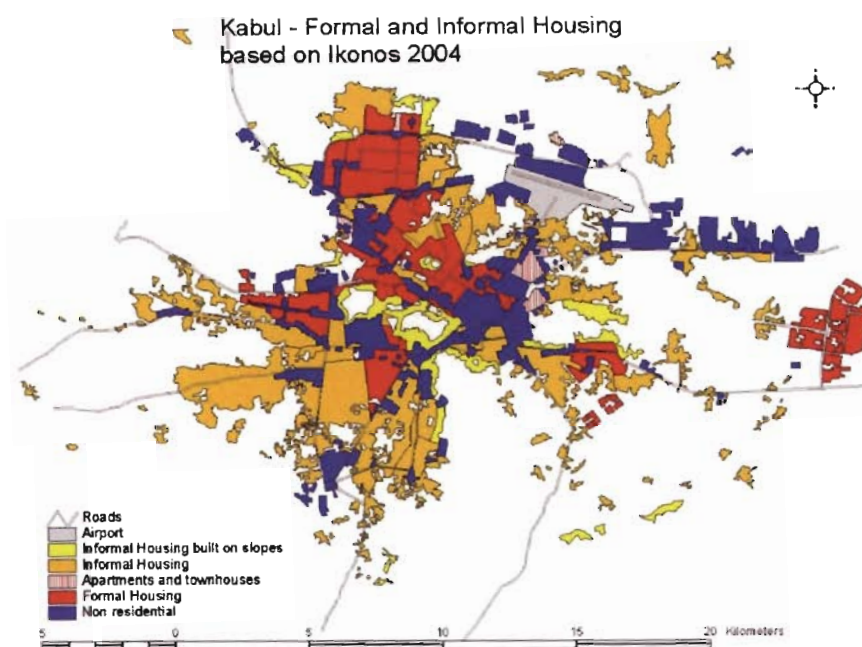 Kabul - Formal and Informal Housing
based on Ikonos 2004
Roads
Airport
Informal Housing built on slopes
Informal Housing
Apartments and townhouses
Formal Housing
Non residential
5 0 5 10 15 20 Kilometers